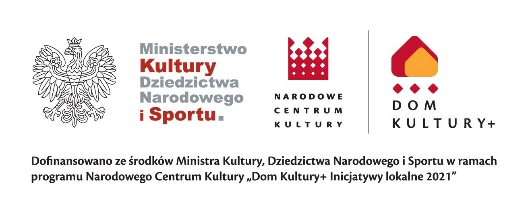 Ministerstwo
Kultury
Dziedzictwa
Narodowego
i Sportu.
NARODOWE
CENTRUM
KULTURY
DOM
KULTURY+
Dofinansowano ze środków Ministra Kultury, Dziedzictwa Narodowego i Sportu w ramach
programu Narodowego Centrum Kultury „Dom Kultury+ Inicjatywy lokalne 2021”